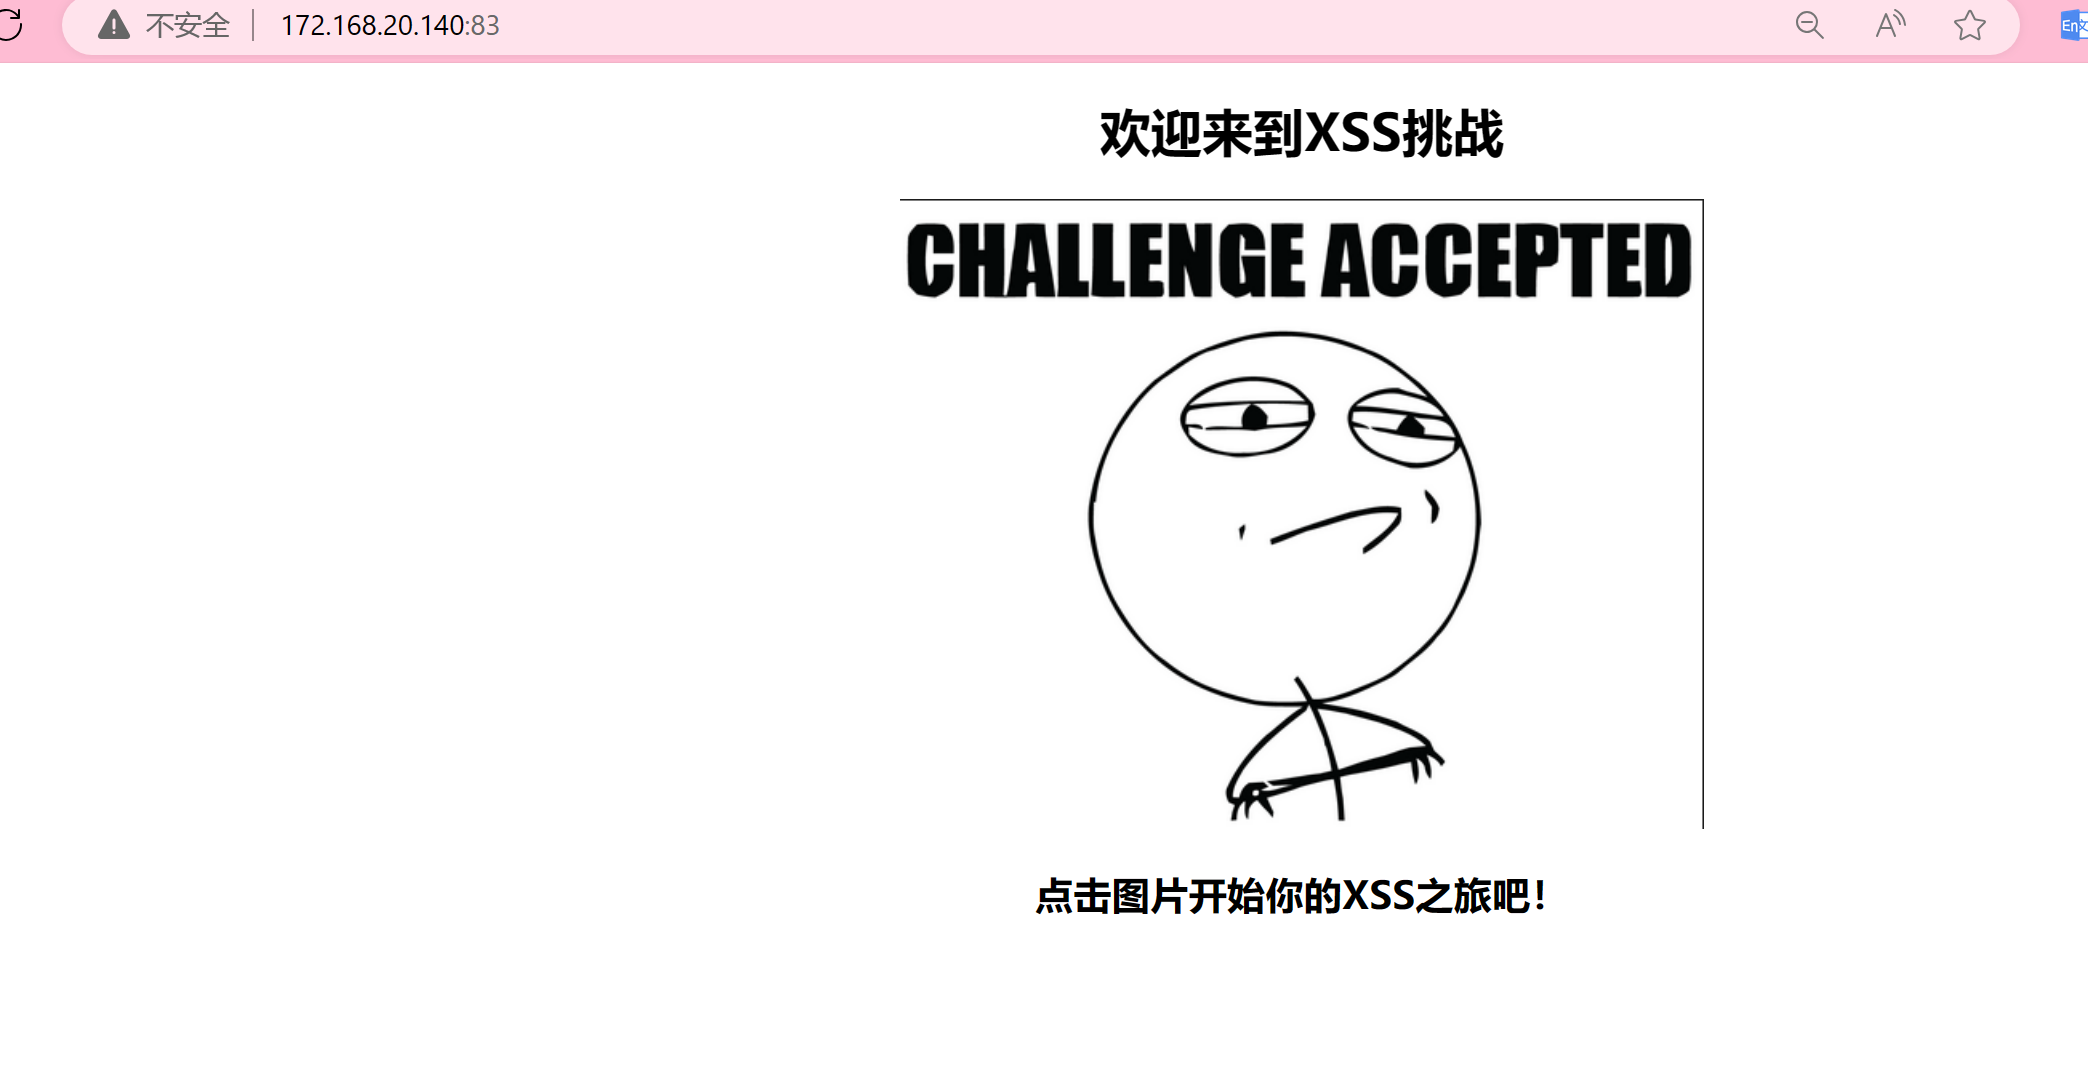 不安全 172.168.20.140:83
欢迎来到XSS挑战
CHALLENGE ACCEPTED
点击图片开始你的XSS之旅吧！